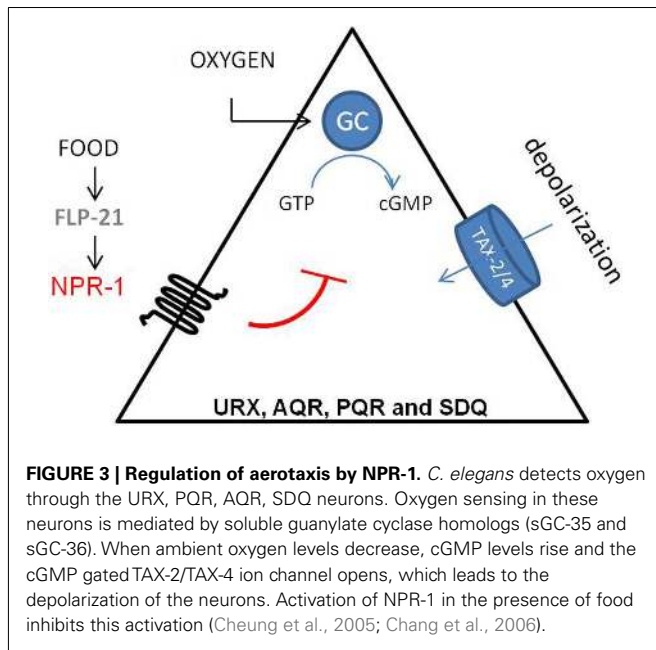 OXYGEN
GC
FOOD
GTP
cGMP
depolarization
FLP-21
TAX-2/4
NPR-1
URX, AQR, PQR and SDQ
FIGURE 3 | Regulation of aerotaxis by NPR-1. C. elegans detects oxygen
through the URX, PQR, AQR, SDQ neurons. Oxygen sensing in these
neurons is mediated by soluble guanylate cyclase homologs (sGC-35 and
sGC-36). When ambient oxygen levels decrease, cGMP levels rise and the
cGMP gated TAX-2/TAX-4 ion channel opens, which leads to the
depolarization of the neurons. Activation of NPR-1 in the presence of food
inhibits this activation (Cheung et al., 2005; Chang et al., 2006).